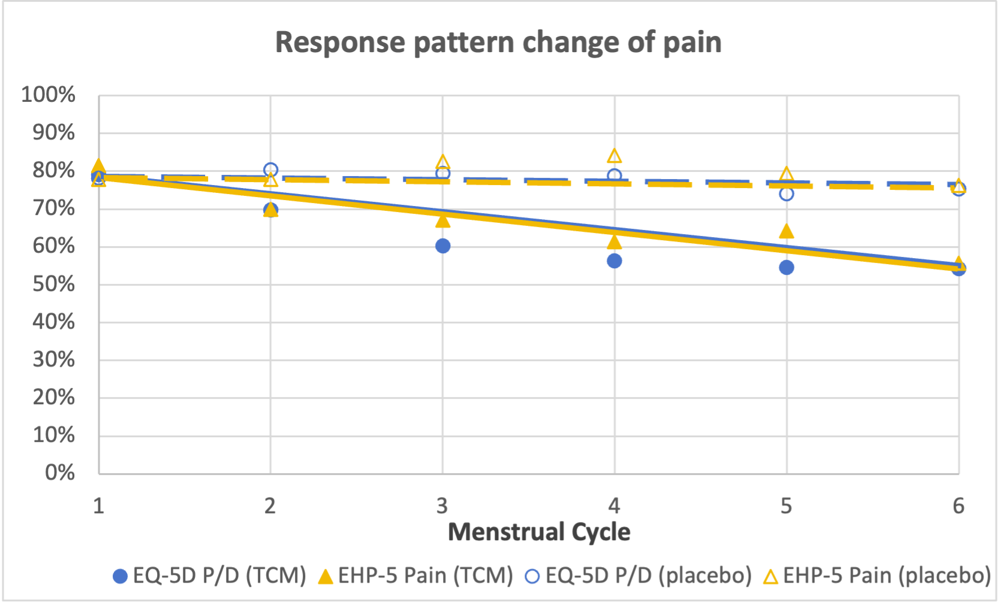 Response pattern change of pain
100%
90%
80%
70%
60%
50%
40%
30%
20%
10%
0%
1 2 3 4 5 6
Menstrual Cycle
EQ-5D P/D (TCM) EHP-5 Pain (TCM) EQ-5D P/D (placebo) EHP-5 Pain (placebo)